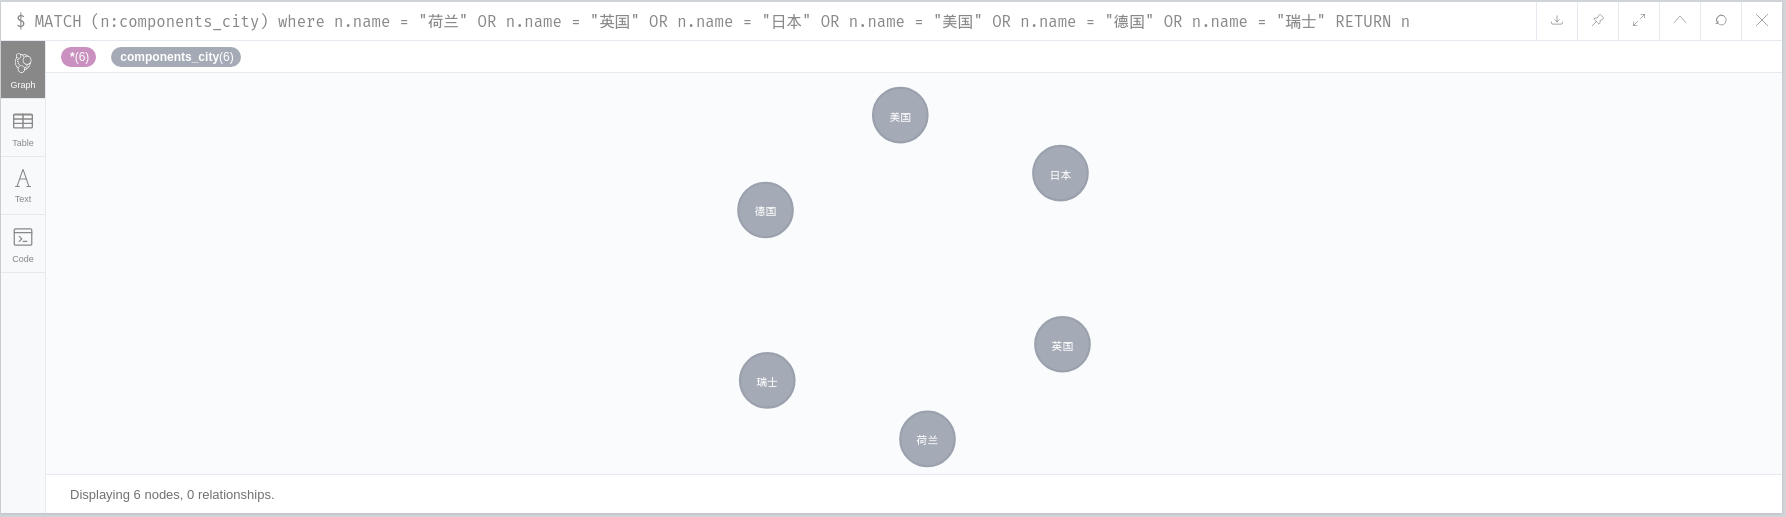 $ MATCH (n:components_city) where n.name = "荷兰" OR n.name = "英国" OR n.name = "日本" OR n.name = "美国" OR n.name = "德国" OR n.name = "瑞士" RETURN n
*(6) components_city(6)
Graph
Table
Text
Code
美国
日本
德国
英国
瑞士
荷兰
Displaying 6 nodes, 0 relationships.